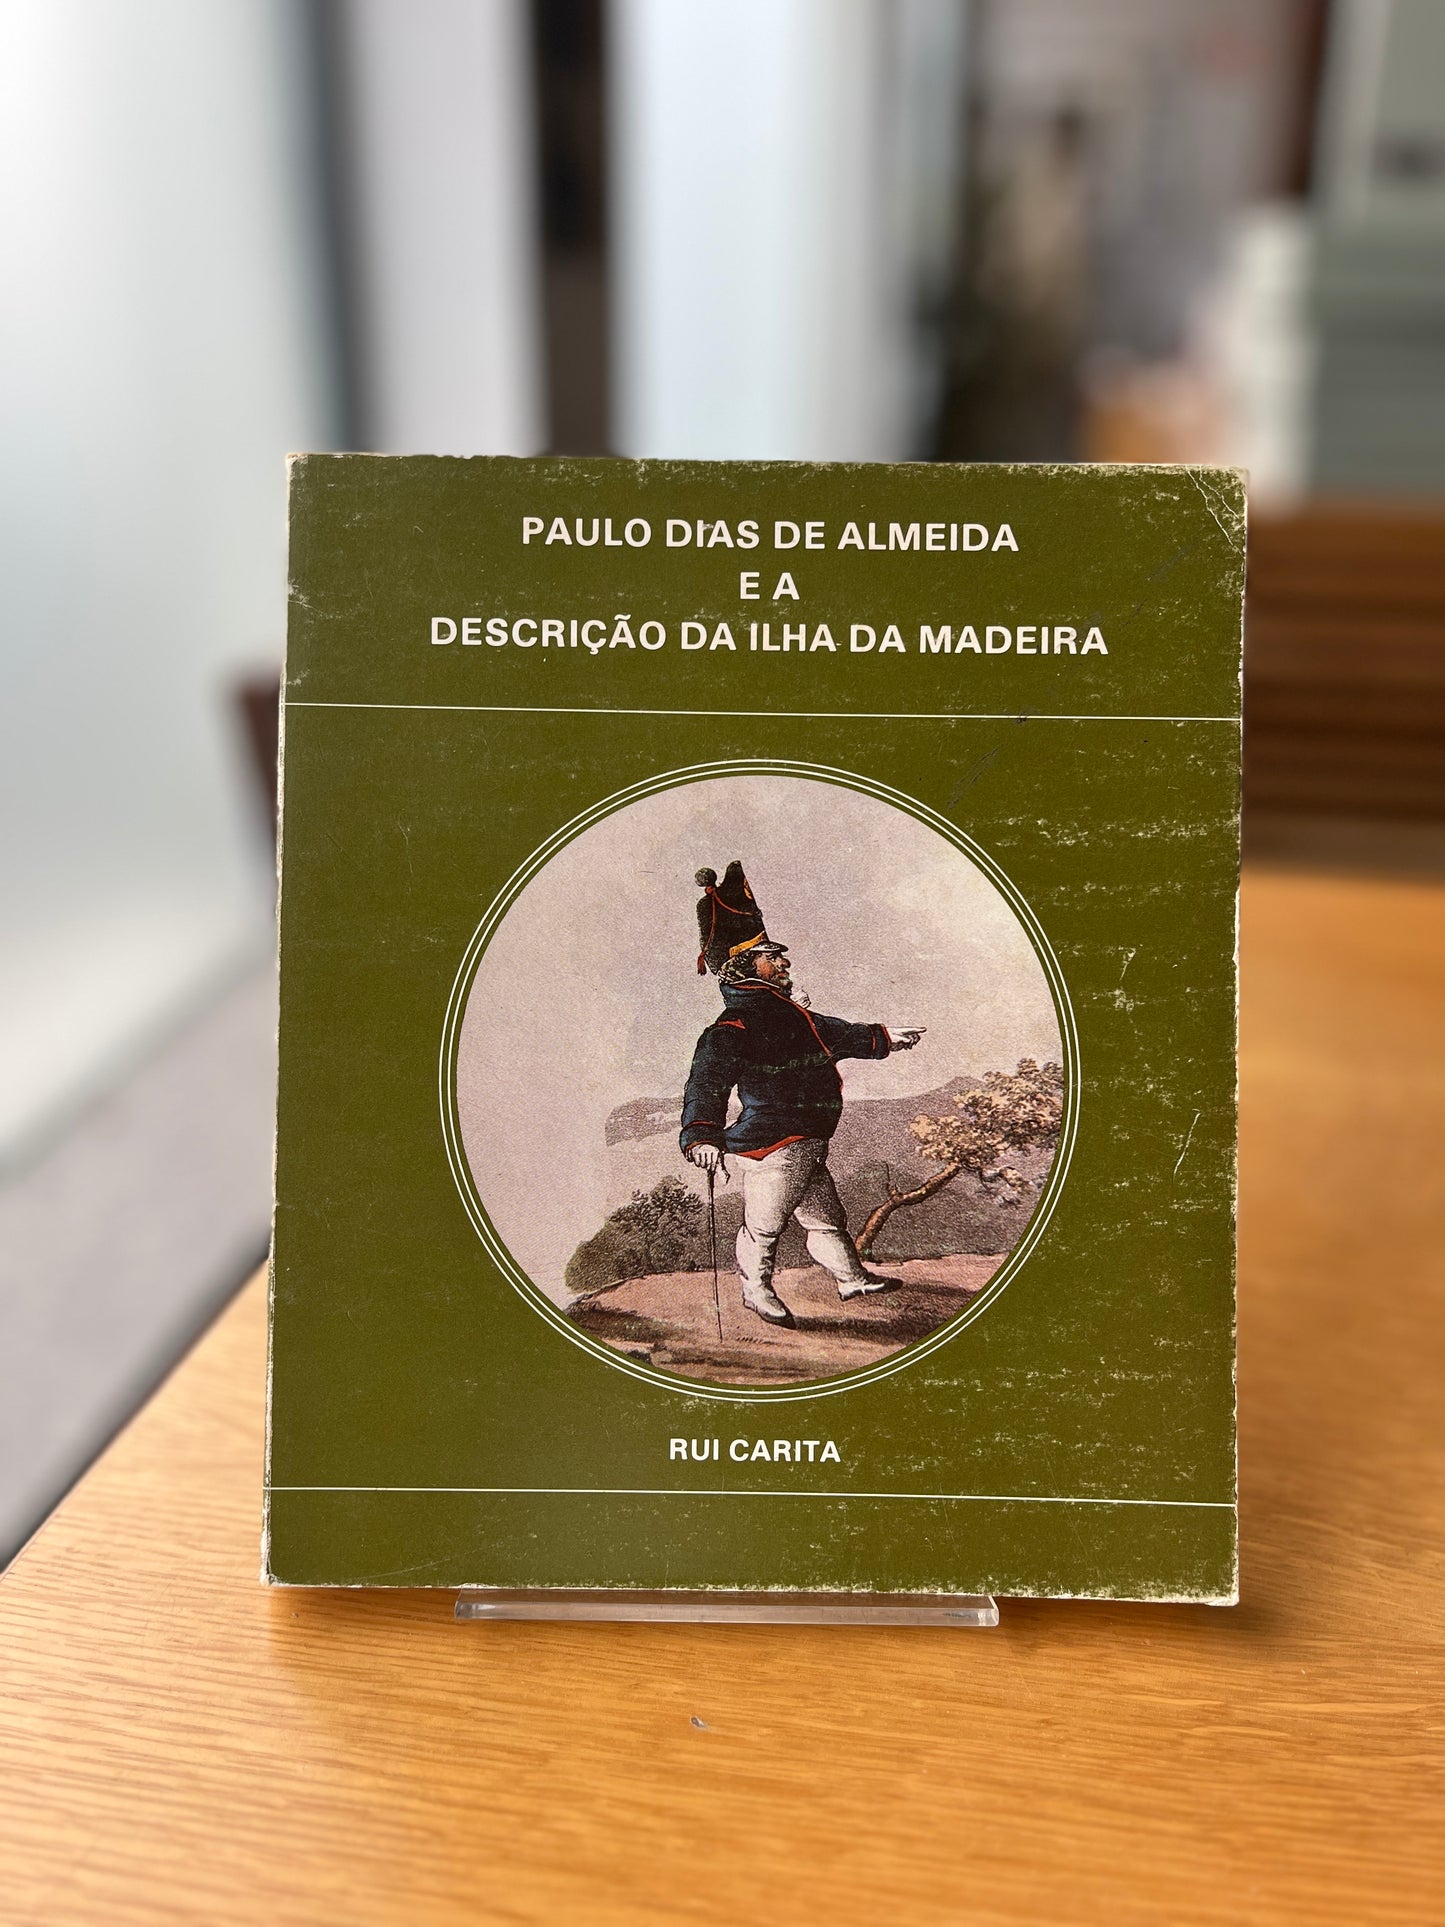 PAULO DIAS DE ALMEIDA
E A
DESCRIÇÃO DA ILHA DA MADEIRA
RUI CARITA